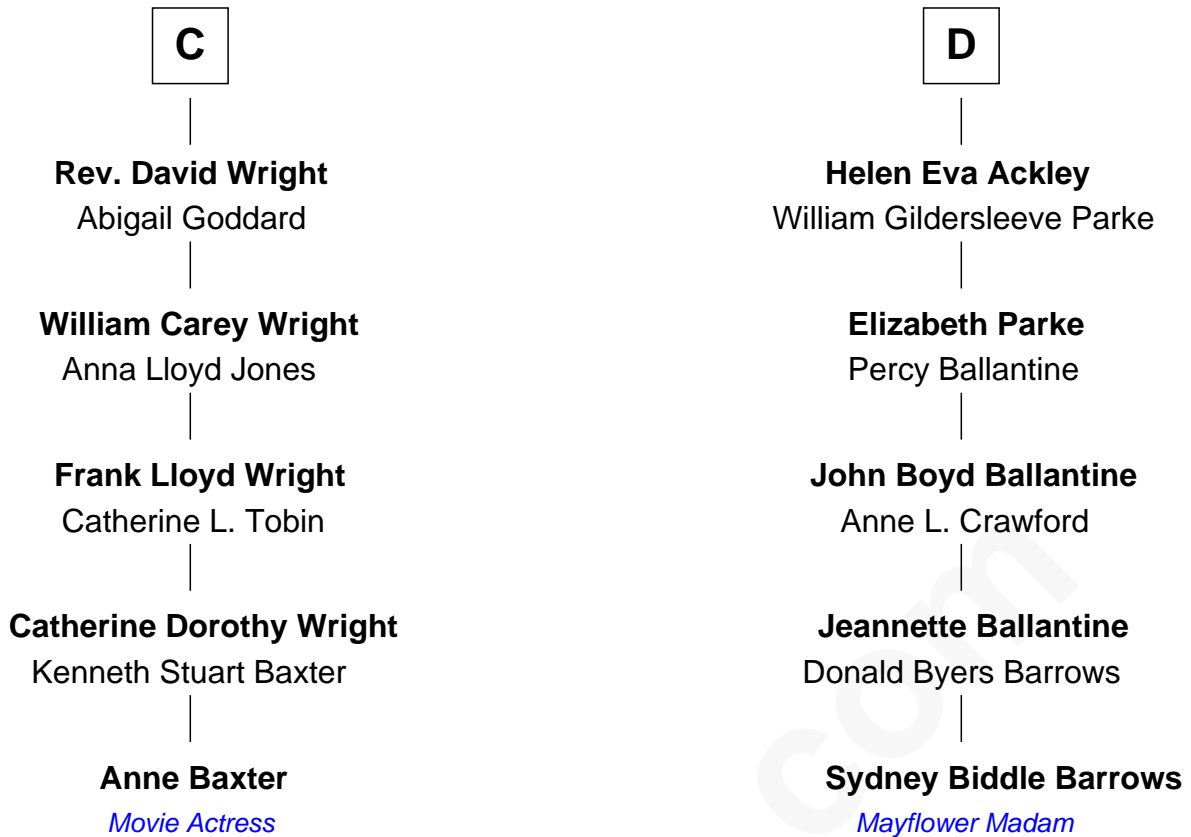 C
Rev. David Wright
Abigail Goddard
William Carey Wright
Anna Lloyd Jones
Frank Lloyd Wright
Catherine L. Tobin
Catherine Dorothy Wright
Kenneth Stuart Baxter
Anne Baxter
Movie Actress
D
Helen Eva Ackley
William Gildersleeve Parke
Elizabeth Parke
Percy Ballantine
John Boyd Ballantine
Anne L. Crawford
Jeannette Ballantine
Donald Byers Barrows
Sydney Biddle Barrows
Mayflower Madam
com